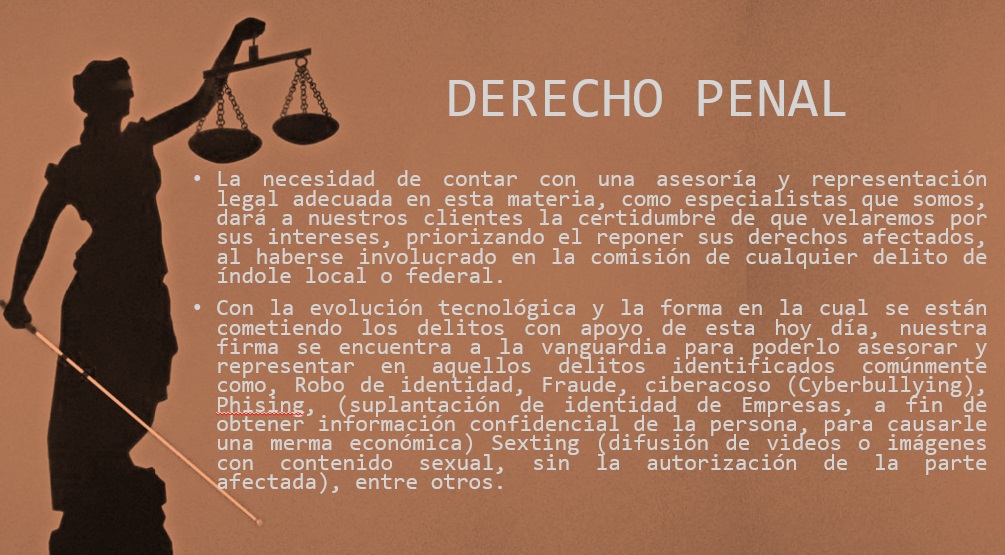 DERECHO PENAL
• La necesidad de contar con una asesoría y representación
legal adecuada en esta materia, como especialistas que somos,
dará a nuestros clientes la certidumbre de que velaremos por
sus intereses, priorizando el reponer sus derechos afectados,
al haberse involucrado en la comisión de cualquier delito de
índole local o federal.
• Con la evolución tecnológica y la forma en la cual se están
cometiendo los delitos con apoyo de esta hoy día, nuestra
firma se encuentra a la vanguardia para poderlo asesorar y
representar en aquellos delitos identificados comúnmente
como, Robo de identidad, Fraude, ciberacoso (Cyberbullying),
Phising, (suplantación de identidad de Empresas, a fin de
obtener información confidencial de la persona, para causarle
una merma económica) Sexting (difusión de videos o imágenes
con contenido sexual, sin la autorización de la parte
afectada), entre otros.